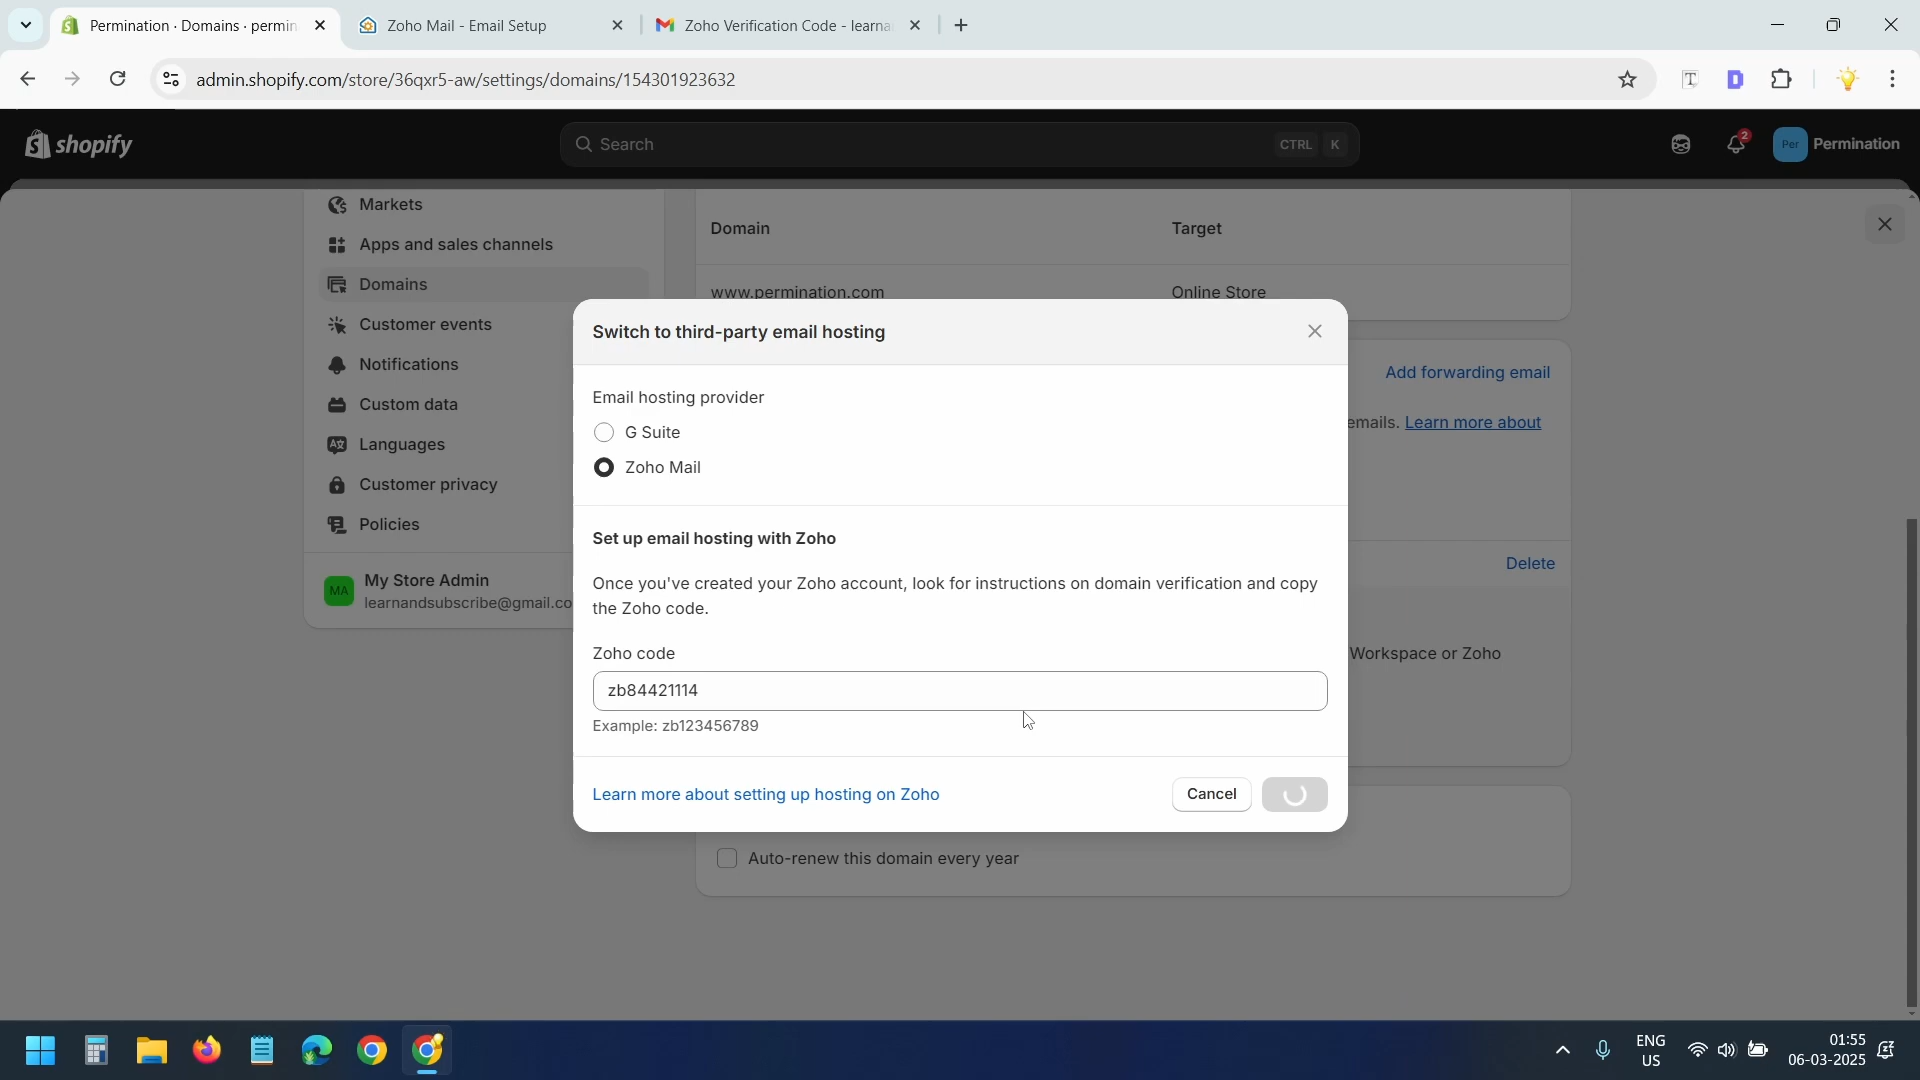 Permination · Domains · permin
Zoho Mail - Email Setup
Zoho Verification Code - learna
admin.shopify.com/store/36qxr5-aw/settings/domains/154301923632
shopify
Search
CTRL K
2
Per
Permination
Markets
Apps and sales channels
Domains
Customer events
Notifications
Custom data
Languages
Customer privacy
Policies
MA
My Store Admin
learnandsubscribe@gmail.co
Domain
Target
www.permination.com
Online Store
Add forwarding email
emails. Learn more about
Delete
Workspace or Zoho
Switch to third-party email hosting
Email hosting provider
G Suite
Zoho Mail
Set up email hosting with Zoho
Once you've created your Zoho account, look for instructions on domain verification and copy
the Zoho code.
Zoho code
zb84421114
Example: zb123456789
Learn more about setting up hosting on Zoho
Cancel
Auto-renew this domain every year
ENG
US
01:55
06-03-2025